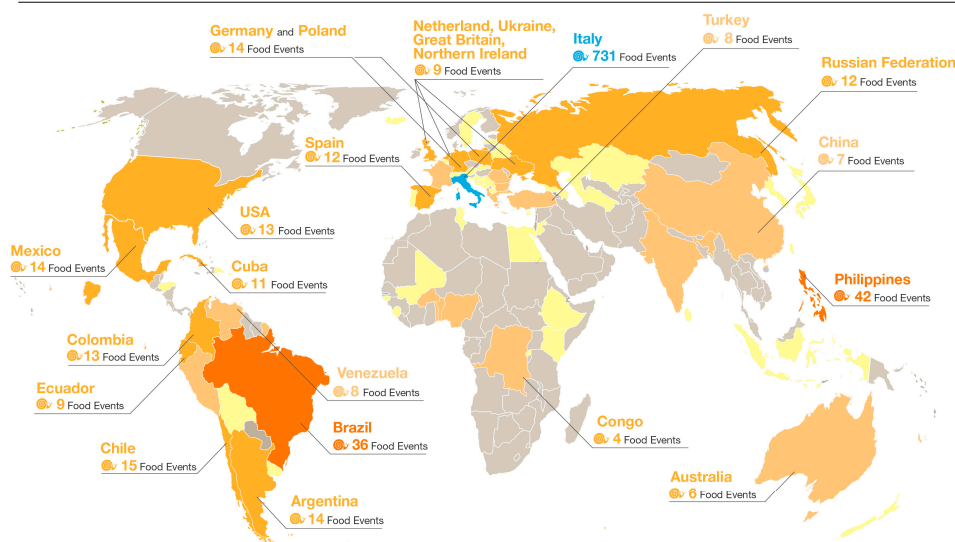 Germany and Poland
14 Food Events
Netherland, Ukraine,
Great Britain,
Northern Ireland
9 Food Events
Italy
731 Food Events
Turkey
8 Food Events
Russian Federation
12 Food Events
Spain
12 Food Events
China
7 Food Events
USA
13 Food Events
Mexico
14 Food Events
Cuba
11 Food Events
Philippines
42 Food Events
Colombia
13 Food Events
Venezuela
8 Food Events
Ecuador
9 Food Events
Brazil
36 Food Events
Congo
4 Food Events
Chile
15 Food Events
Australia
6 Food Events
Argentina
14 Food Events